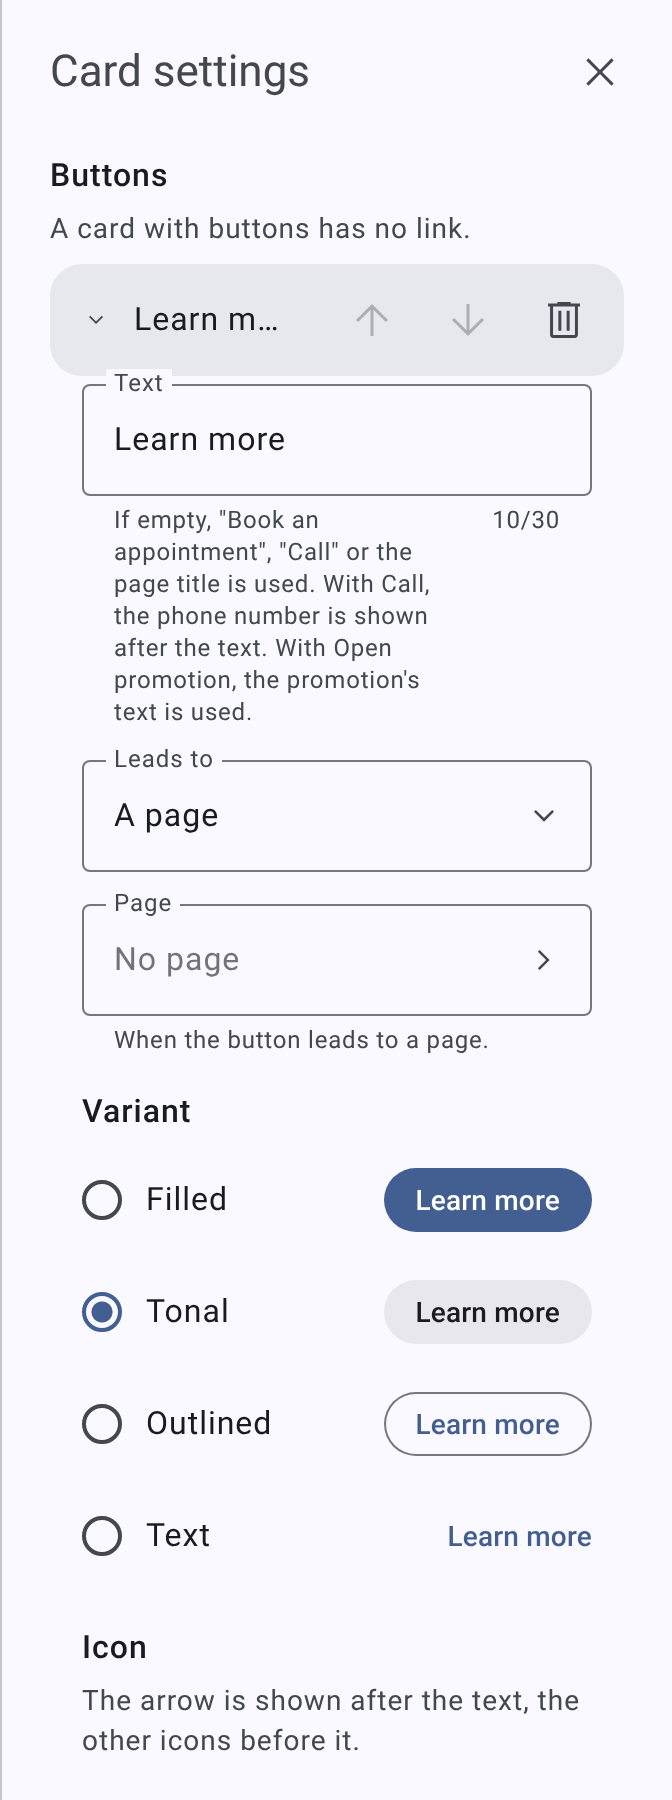 Card settings
Buttons
A card with buttons has no link.
Learn m...
Text
Learn more
If empty, "Book an
appointment", "Call" or the
page title is used. With Call,
the phone number is shown
after the text. With Open
promotion, the promotion's
text is used.
10/30
Leads to
A page
Page
No page
When the button leads to a page.
Variant
Filled
Learn more
Tonal
Learn more
Outlined
Learn more
Text
Learn more
Icon
The arrow is shown after the text, the
other icons before it.